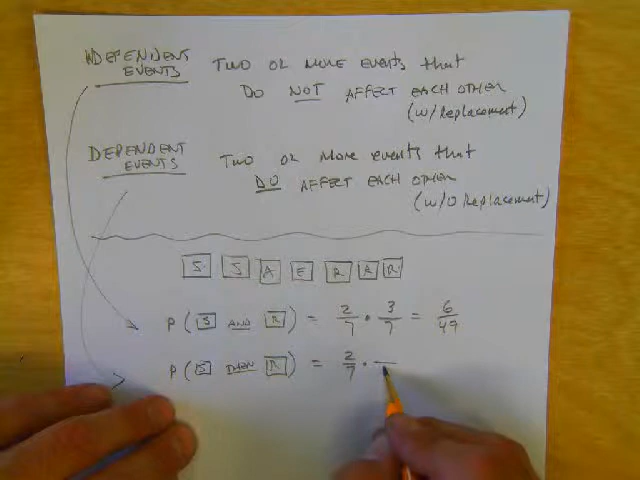 INDEPENDENT EVENTS TWO OR MORE EVENTS that
DO NOT AFFECT EACH OTHER
(w/Replacement)
DEPENDENT EVENTS TWO OR MORE EVENTS that
DO AFFECT EACH OTHER
(w/o Replacement)
S S A E R R R
P(S AND R) = 2/7 · 3/7 = 6/49
P(S THEN R) = 2/7 ·